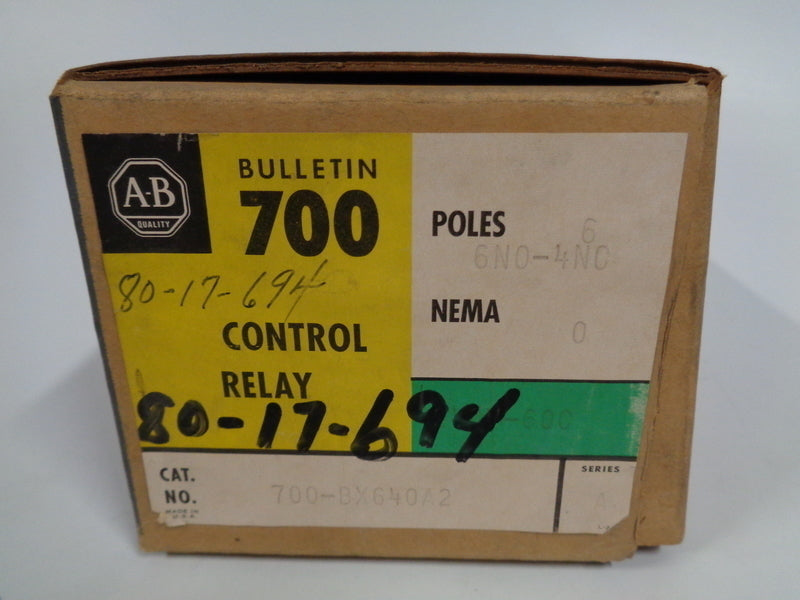 A-B
QUALITY
BULLETIN
700
80-17-694
CONTROL
RELAY
80-17-694
POLES 6
6NO-4NC
NEMA
0
-600
CAT.
NO.
MADE IN
U.S.A.
700-BX640A2
SERIES
A